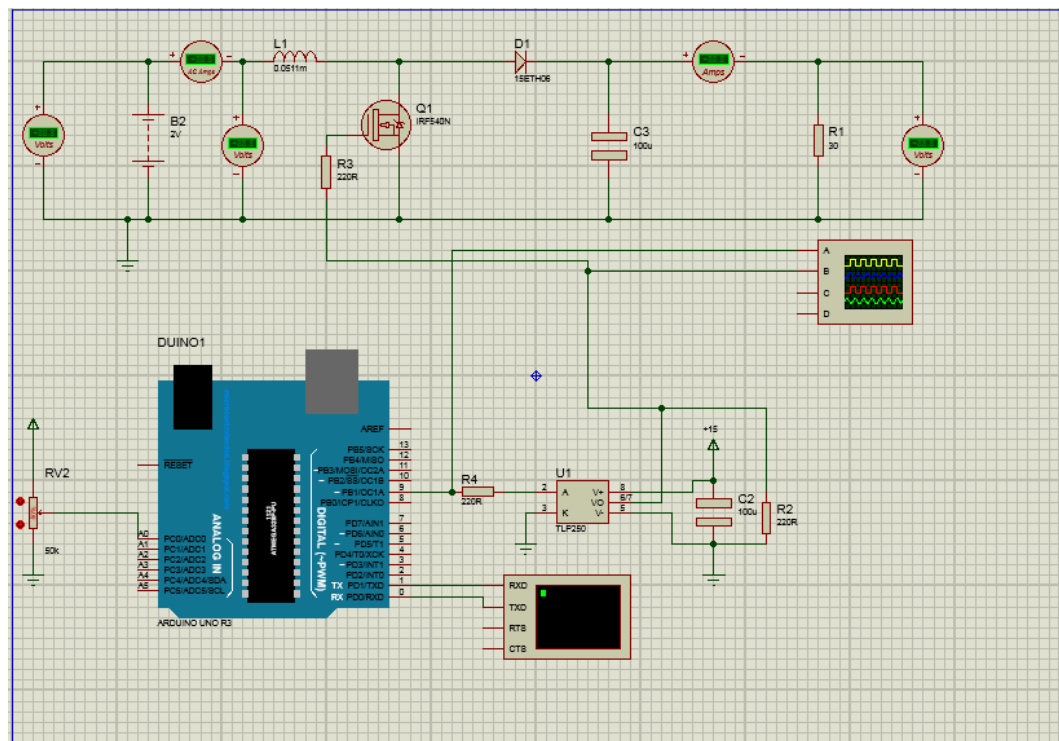 L1
0.0511m
D1
15ETH06
+
-
AC Amps
+
-
Amps
+
-
Volts
B2
2V
+
-
Volts
Q1
IRF540N
R3
220R
C3
100u
R1
30
+
-
Volts
A
B
C
D
DUINO1
AREF
RESET
PB5/SCK
13
PB4/MISO
12
PB3/MOSI/OC2A
11
PB2/SS/OC1B
10
PB1/OC1A
9
PB0/ICP1/CLKO
8
PD7/AIN1
7
PD6/AIN0
6
PD5/T1
5
PD4/T0/XCK
4
PD3/INT1
3
PD2/INT0
2
TX
PD1/TXD
1
RX
PD0/RXD
0
DIGITAL (~PWM)
ANALOG IN
ATMEGA328P-PU
1121
A0
PC0/ADC0
A1
PC1/ADC1
A2
PC2/ADC2
A3
PC3/ADC3
A4
PC4/ADC4/SDA
A5
PC5/ADC5/SCL
ARDUINO UNO R3
RV2
50k
R4
220R
U1
2
A
3
K
V+
8
VO
6/7
V-
5
TLP250
+15
C2
100u
R2
220R
RXD
TXD
RTS
CTS